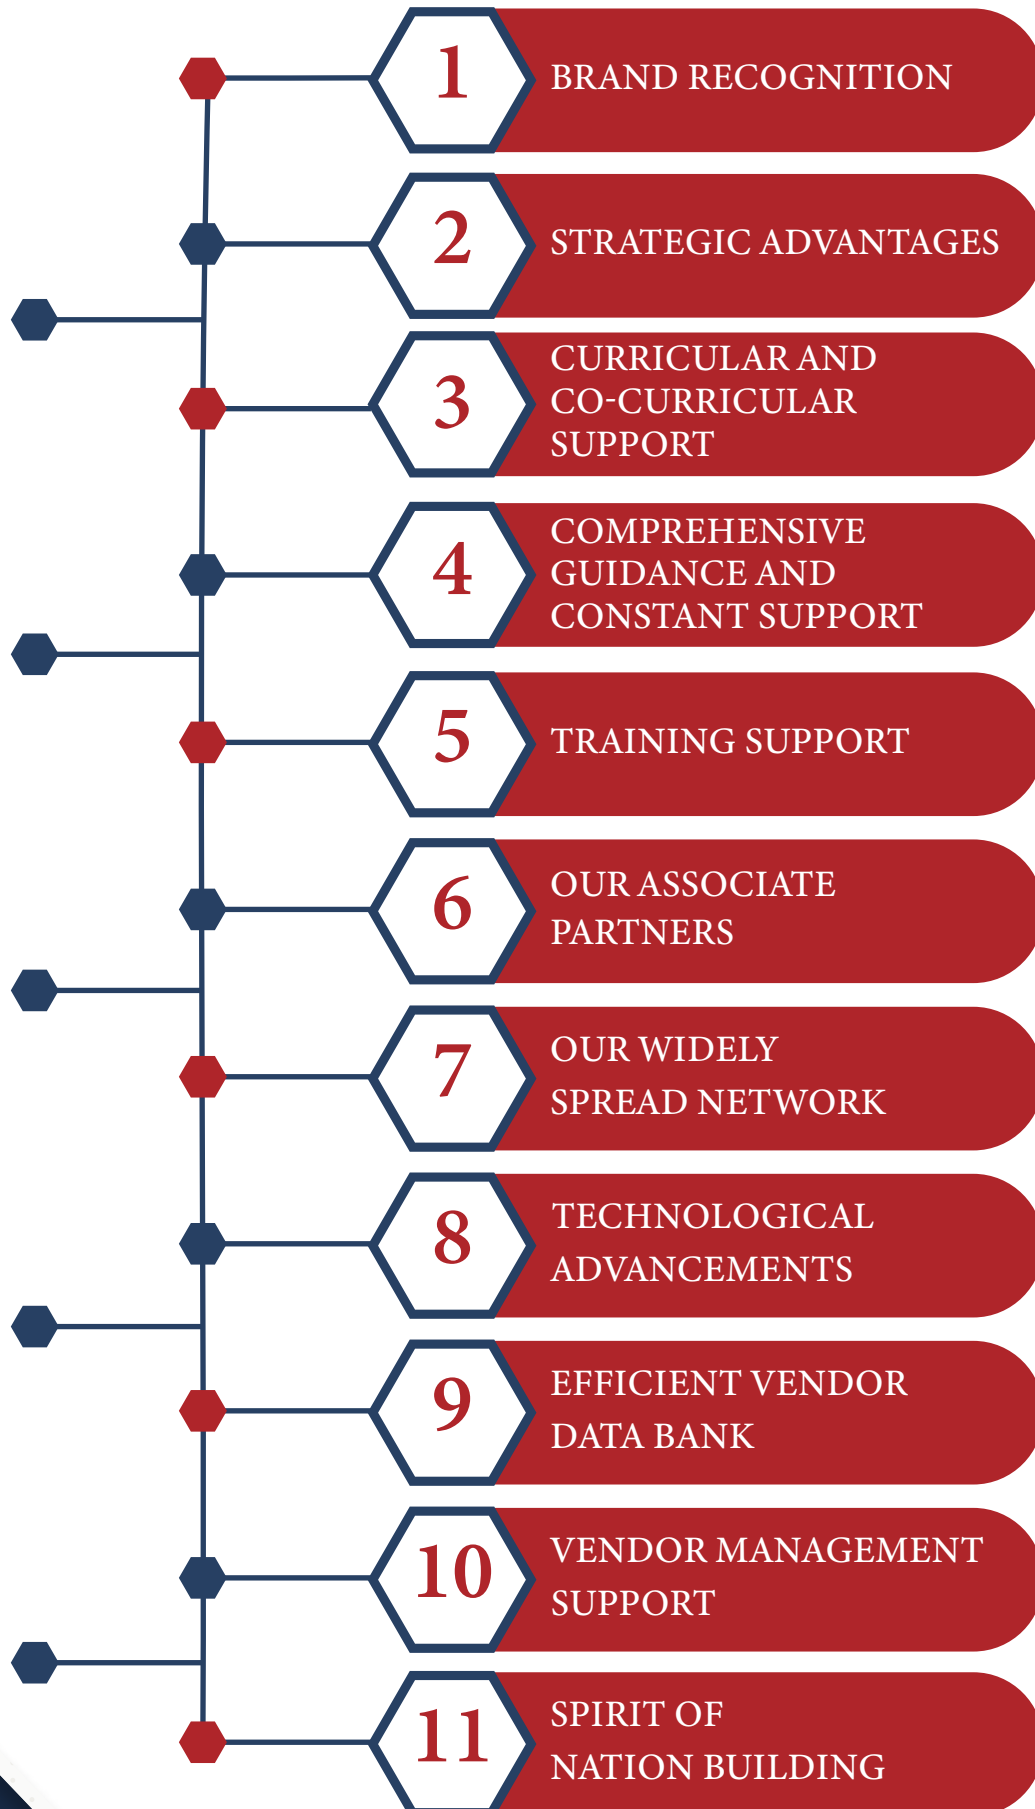 1
BRAND RECOGNITION
2
STRATEGIC ADVANTAGES
3
CURRICULAR AND
CO-CURRICULAR
SUPPORT
4
COMPREHENSIVE
GUIDANCE AND
CONSTANT SUPPORT
5
TRAINING SUPPORT
6
OUR ASSOCIATE
PARTNERS
7
OUR WIDELY
SPREAD NETWORK
8
TECHNOLOGICAL
ADVANCEMENTS
9
EFFICIENT VENDOR
DATA BANK
10
VENDOR MANAGEMENT
SUPPORT
11
SPIRIT OF
NATION BUILDING